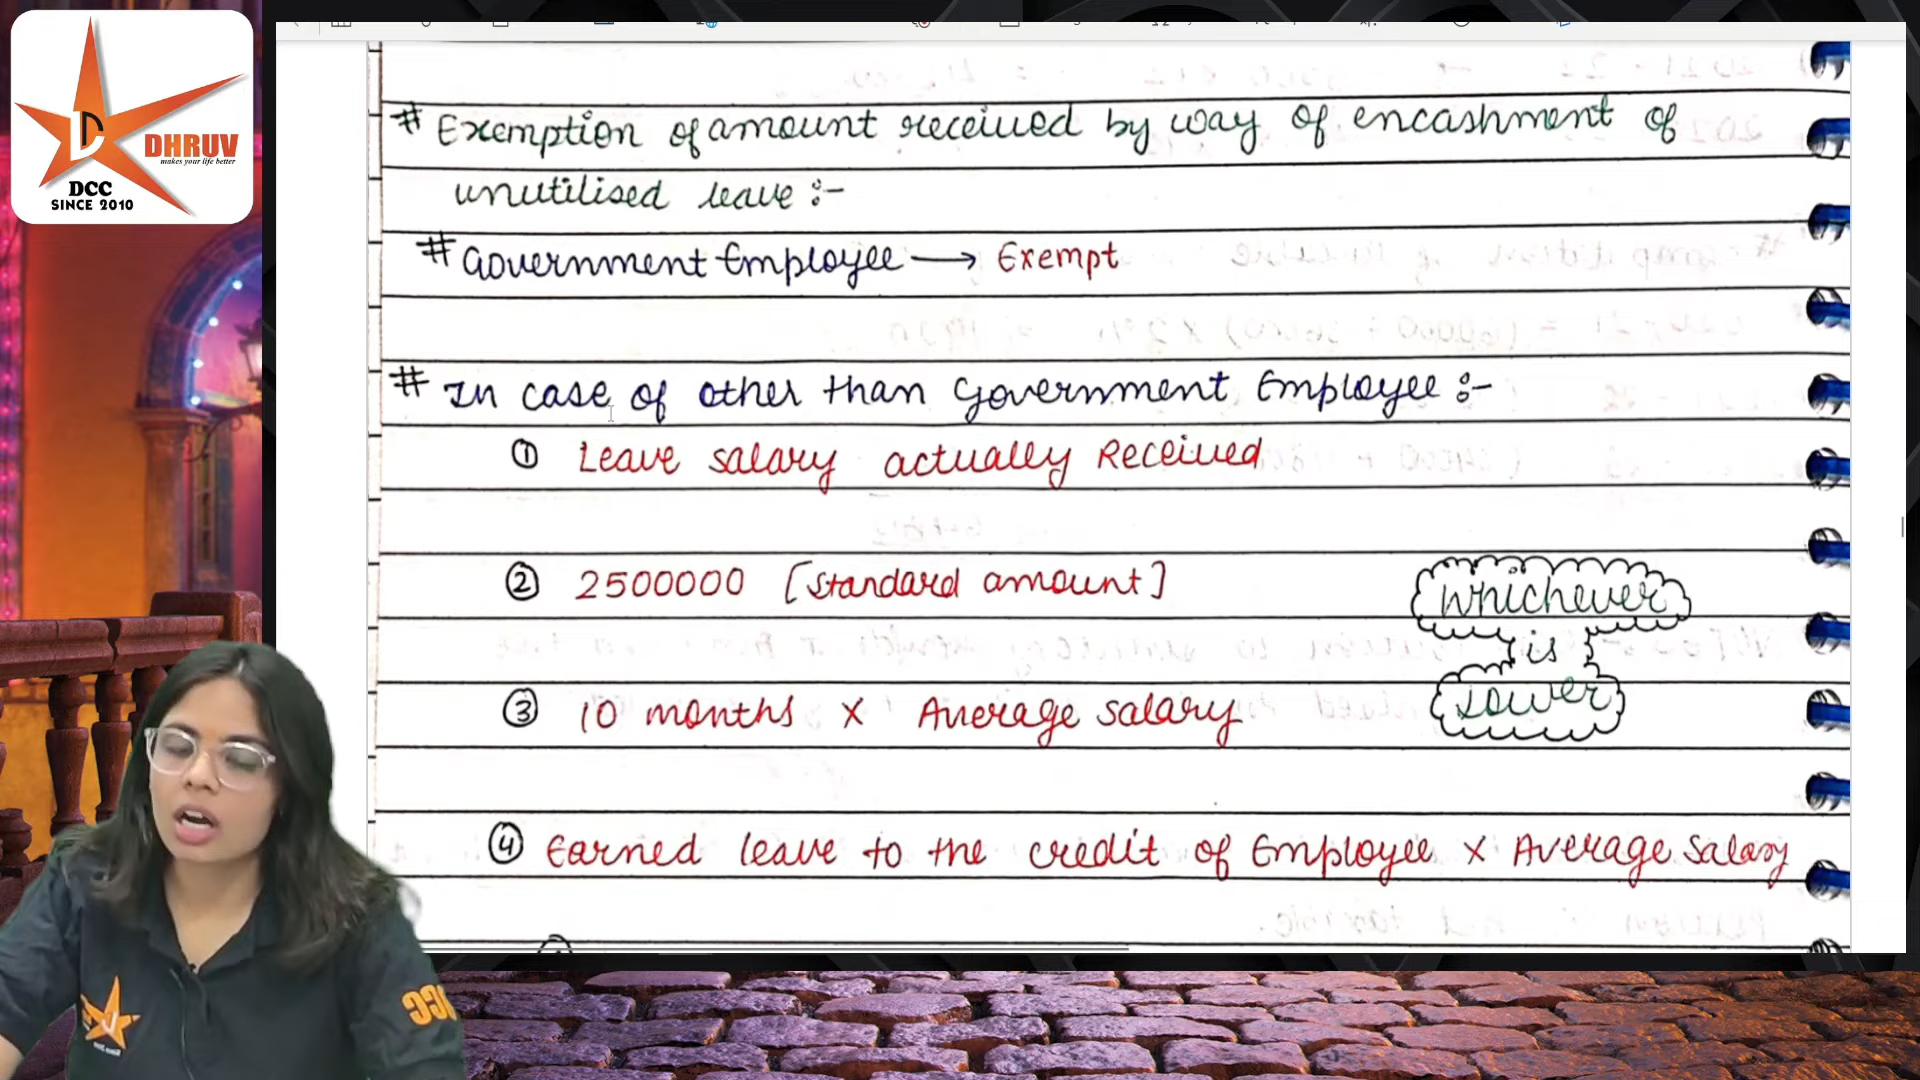 D
DHRUV
makes your life better
DCC
SINCE 2010
# Exemption of amount received by way of encashment of
unutilised leave :-
# Government Employee → Exempt
# In case of other than Government Employee :-
① Leave salary actually Received
② 2500000 [Standard amount]
whichever
is
Lower
③ 10 months x Average salary
④ Earned leave to the credit of Employee x Average Salary